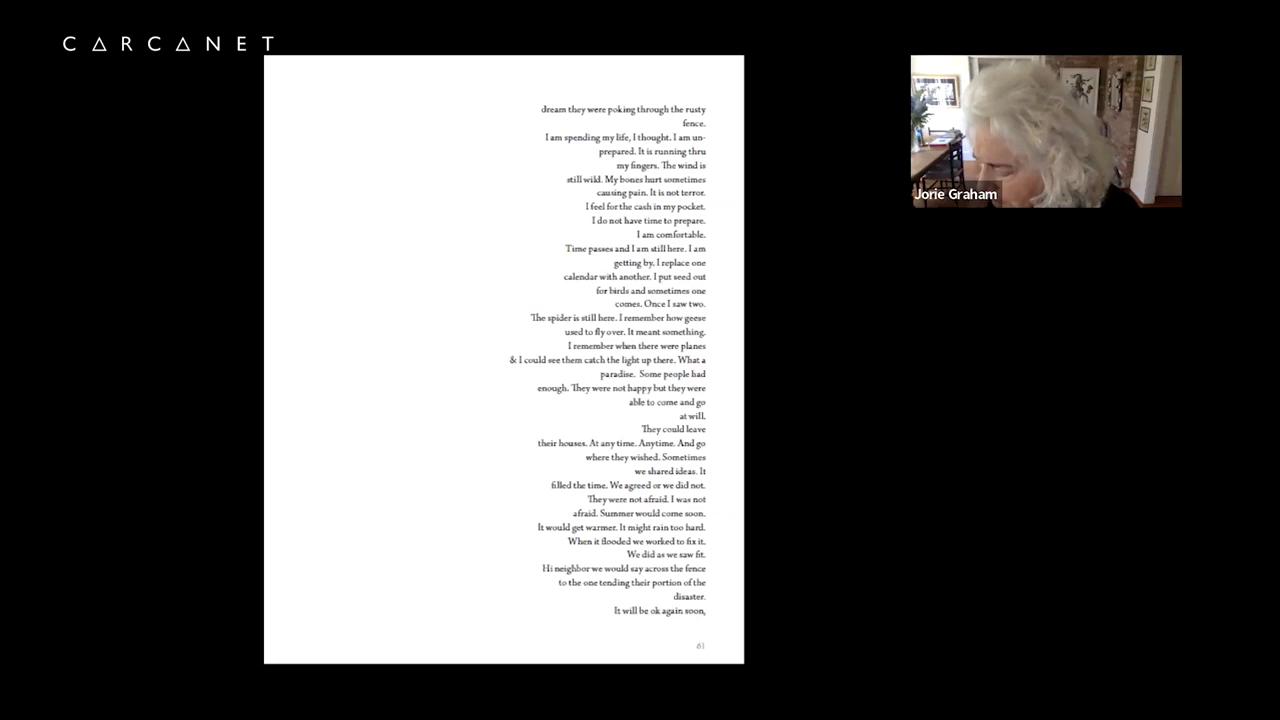 CARCANET
dream they were poking through the rusty
fence.
I am spending my life, I thought. I am un-
prepared. It is running thru
my fingers. The wind is
still wild. My bones hurt sometimes
causing pain. It is not terror.
I feel for the cash in my pocket.
I do not have time to prepare.
I am comfortable.
Time passes and I am still here. I am
getting by. I replace one
calendar with another. I put seed out
for birds and sometimes one
comes. Once I saw two.
The spider is still here. I remember how geese
used to fly over. It meant something.
I remember when there were planes
& I could see them catch the light up there. What a
paradise. Some people had
enough. They were not happy but they were
able to come and go
at will.
They could leave
their houses. At any time. Anytime. And go
where they wished. Sometimes
we shared ideas. It
filled the time. We agreed or we did not.
They were not afraid. I was not
afraid. Summer would come soon.
It would get warmer. It might rain too hard.
When it flooded we worked to fix it.
We did as we saw fit.
Hi neighbor we would say across the fence
to the one tending their portion of the
disaster.
It will be ok again soon,
61
Jorie Graham